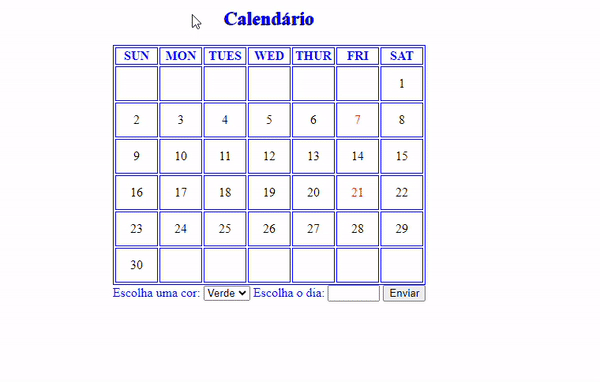 Calendário
SUN MON TUES WED THUR FRI SAT
1
2 3 4 5 6 7 8
9 10 11 12 13 14 15
16 17 18 19 20 21 22
23 24 25 26 27 28 29
30
Escolha uma cor: Verde Escolha o dia: Enviar